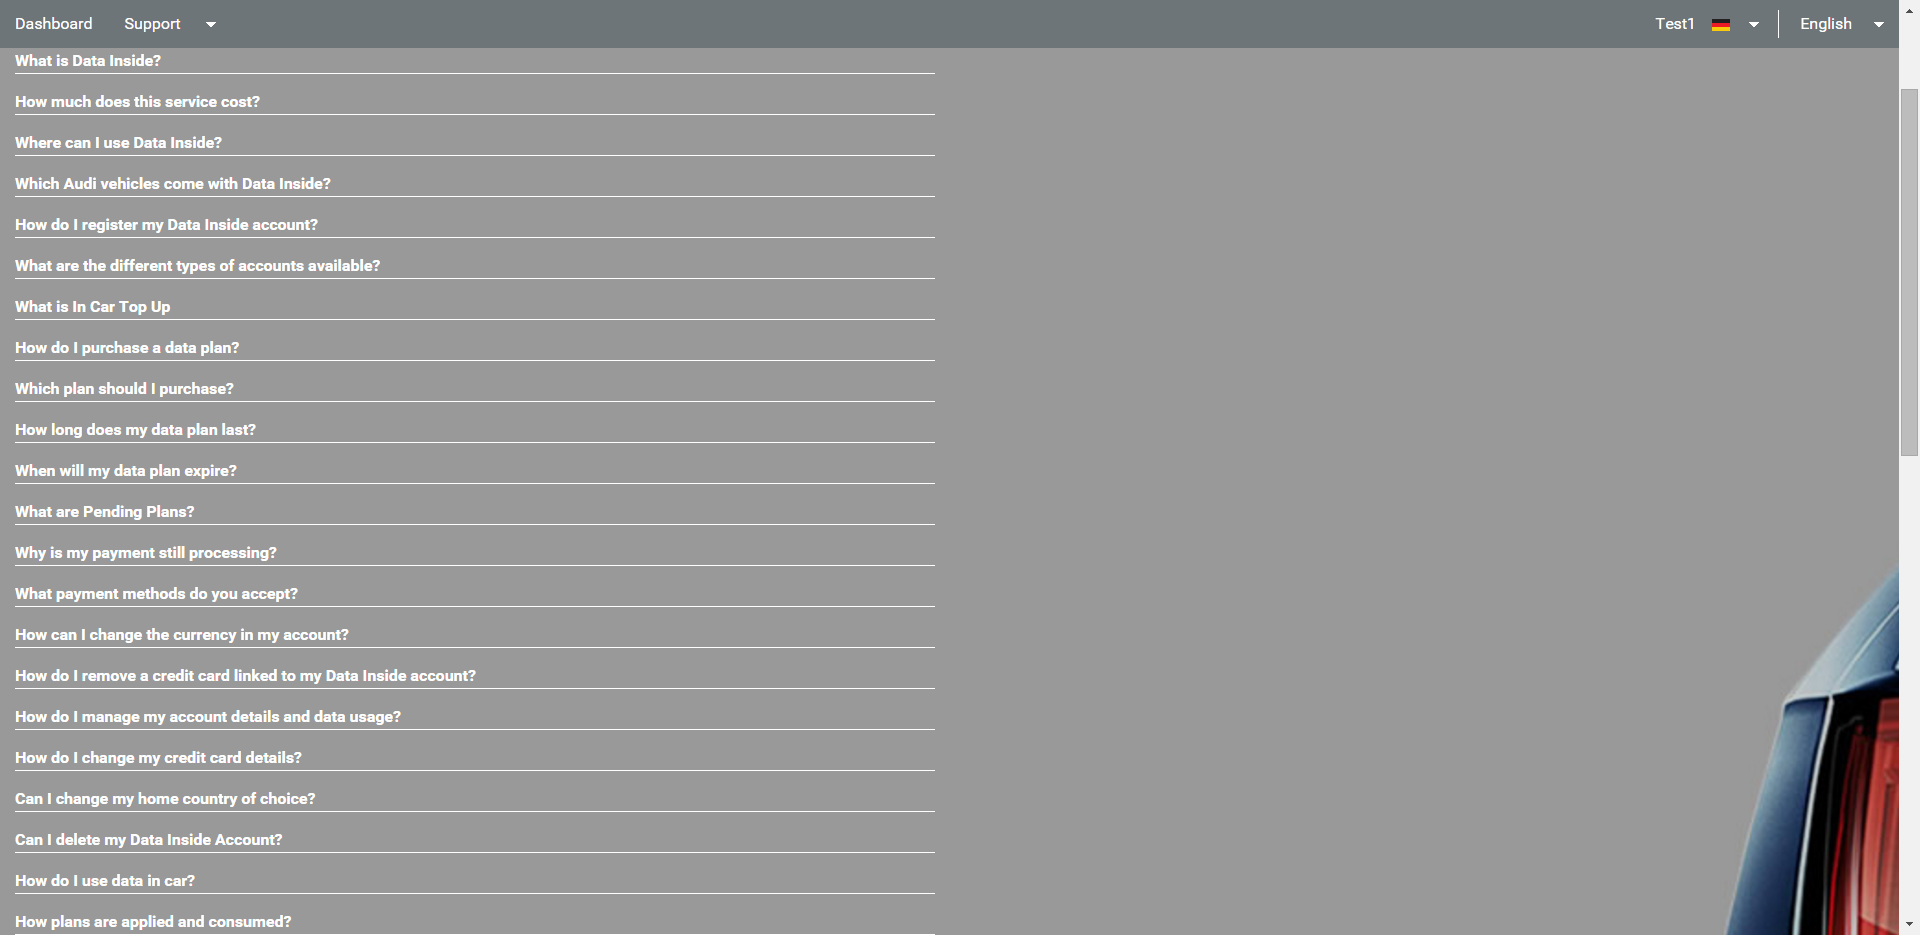 Dashboard Support Test1 English
What is Data Inside?
How much does this service cost?
Where can I use Data Inside?
Which Audi vehicles come with Data Inside?
How do I register my Data Inside account?
What are the different types of accounts available?
What is In Car Top Up
How do I purchase a data plan?
Which plan should I purchase?
How long does my data plan last?
When will my data plan expire?
What are Pending Plans?
Why is my payment still processing?
What payment methods do you accept?
How can I change the currency in my account?
How do I remove a credit card linked to my Data Inside account?
How do I manage my account details and data usage?
How do I change my credit card details?
Can I change my home country of choice?
Can I delete my Data Inside Account?
How do I use data in car?
How plans are applied and consumed?